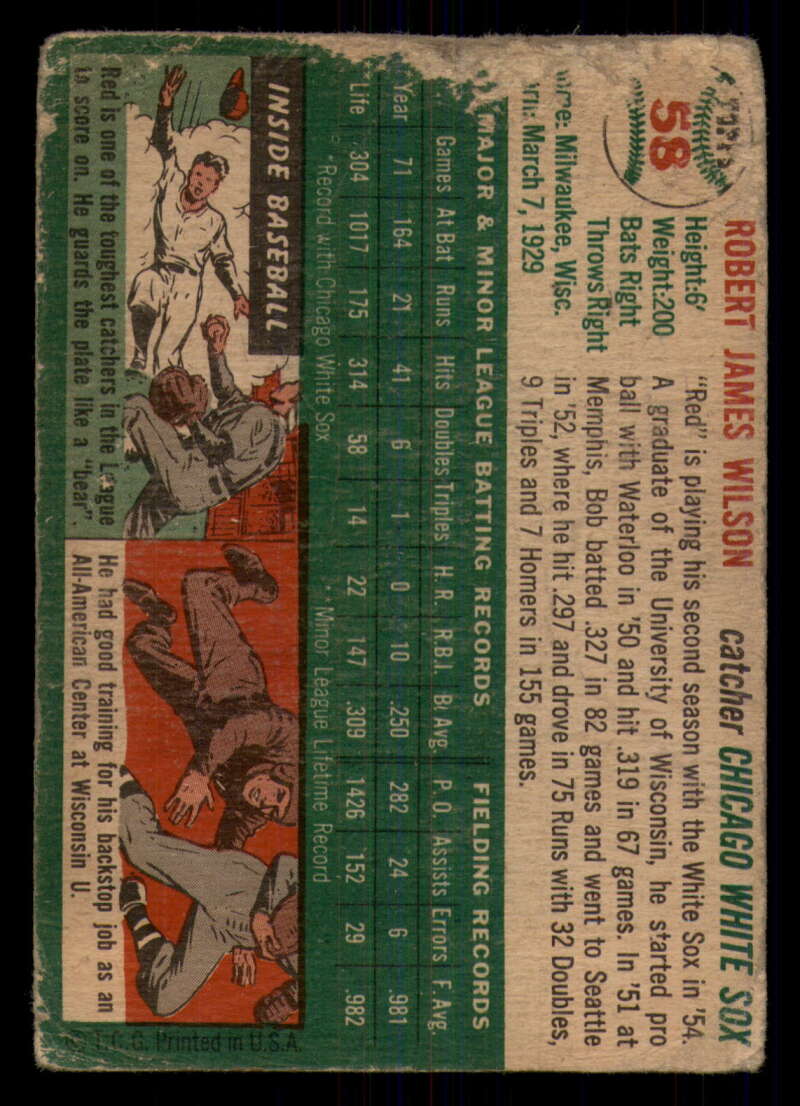 58
ROBERT JAMES WILSON catcher CHICAGO WHITE SOX
Height:6'
Weight:200
Bats Right
Throws Right
Milwaukee, Wisc.
March 7, 1929
"Red" is playing his second season with the White Sox in '54.
A graduate of the University of Wisconsin, he started pro
ball with Waterloo in '50 and hit .319 in 67 games. In '51 at
Memphis, Bob batted .327 in 82 games and went to Seattle
in '52, where he hit .297 and drove in 75 Runs with 32 Doubles,
9 Triples and 7 Homers in 155 games.
MAJOR & MINOR LEAGUE BATTING RECORDS FIELDING RECORDS
Games At Bat Runs Hits Doubles Triples H. R. R.B.I. B. Avg. P. O. Assists Errors F. Avg.
Year 71 164 21 41 6 1 0 10 .250 282 24 6 .981
Life 304 1017 175 314 58 14 22 147 .309 1426 152 29 .982
*Record with Chicago White Sox **Minor League Lifetime Record
INSIDE BASEBALL
Red is one of the toughest catchers in the League
to score on. He guards the plate like a "bear".
He had good training for his backstop job as an
All-American Center at Wisconsin U.
© T.C.G. Printed in U.S.A.